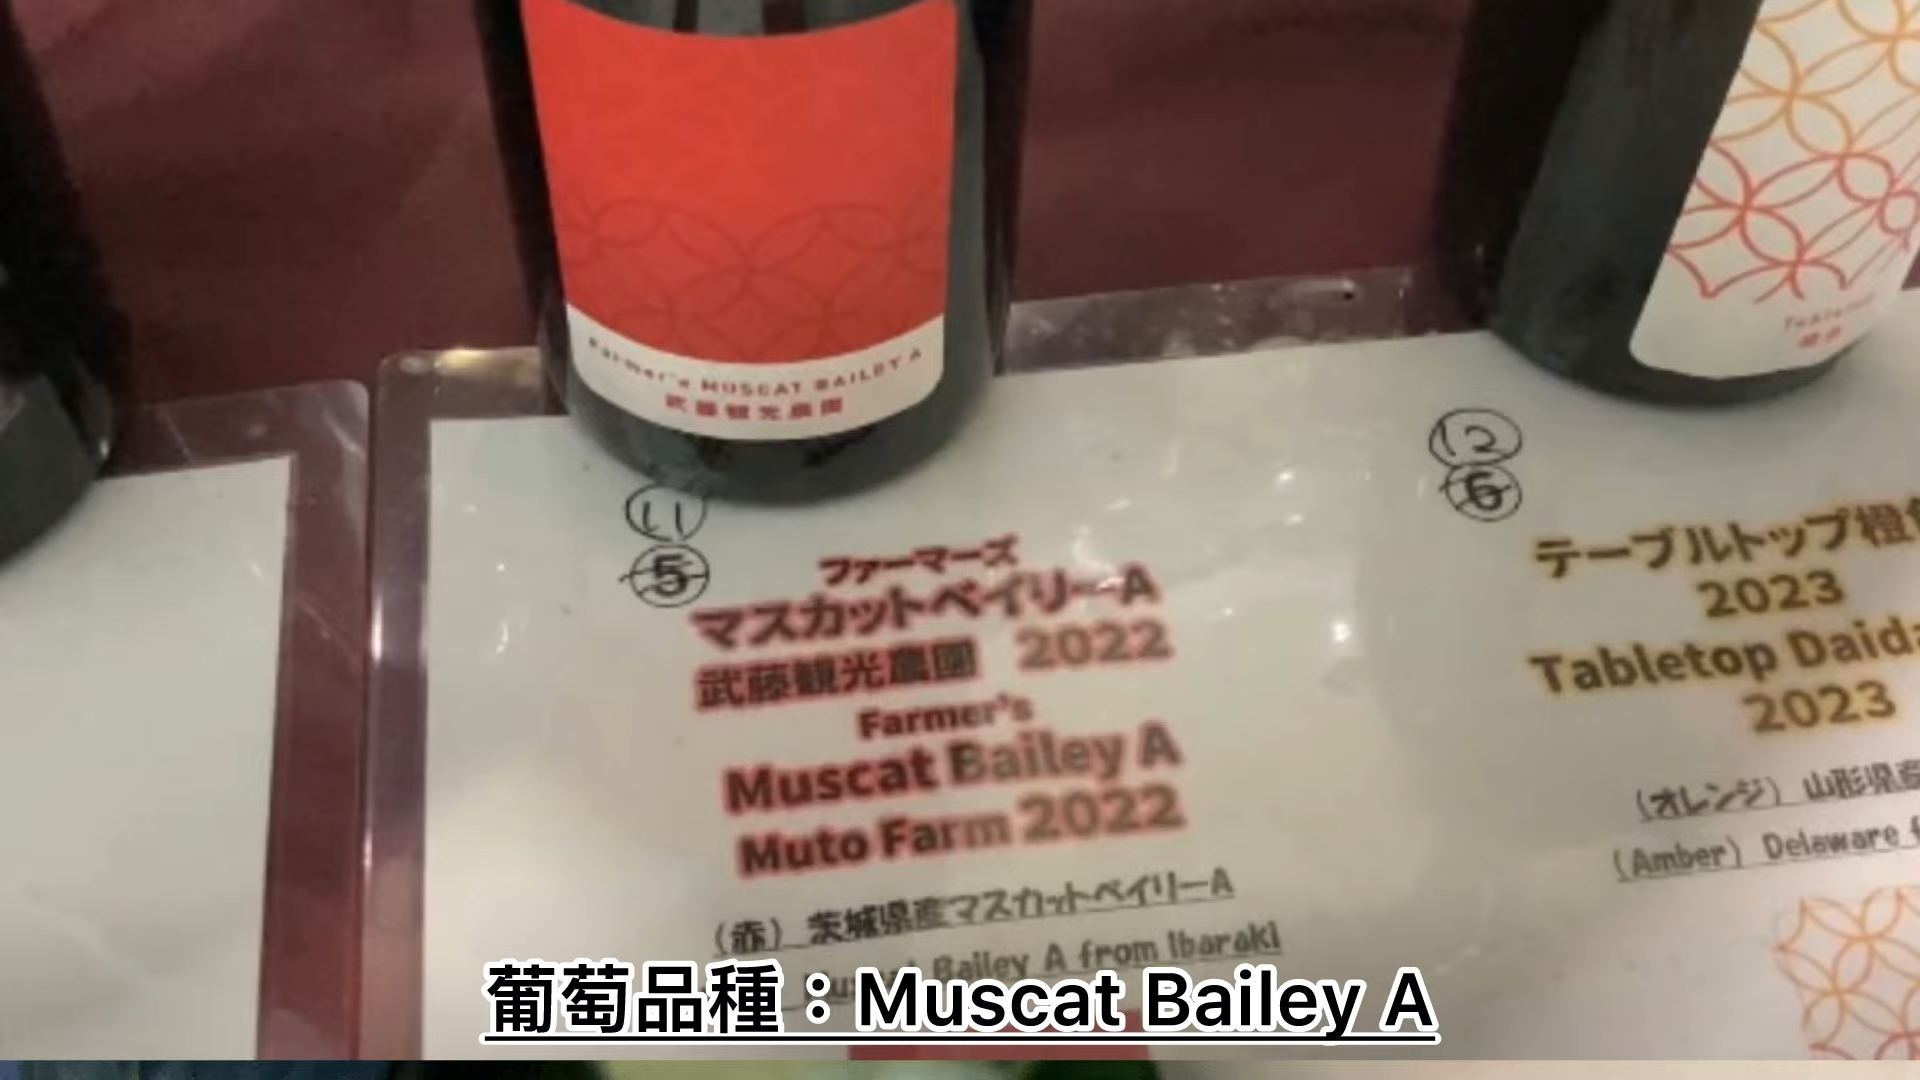 Farmer's MUSCAT BAILEY A
武藤観光農園
11
5
ファーマーズ
マスカット・ベイリーA
武藤観光農園 2022
Farmer's
Muscat Bailey A
Muto Farm 2022
(赤) 茨城県産マスカットベイリーA
Bailey A from Ibaraki
12
6
テーブルトップ橙
2023
Tabletop
2023
(オレンジ) 山形県産
(Amber) Delaware
葡萄品種：Muscat Bailey A